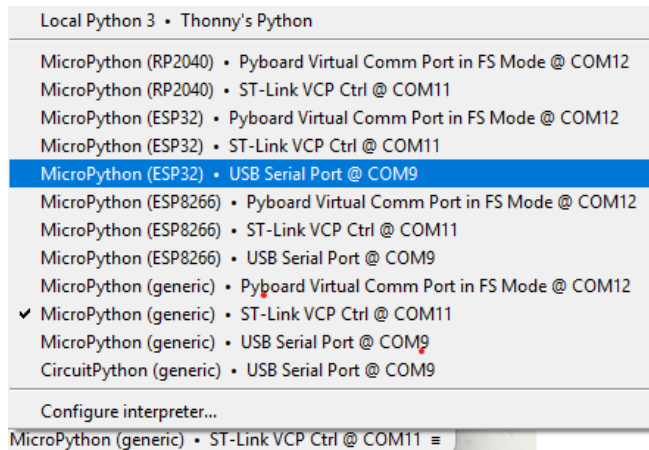 Local Python 3 • Thonny's Python
MicroPython (RP2040) • Pyboard Virtual Comm Port in FS Mode @ COM12
MicroPython (RP2040) • ST-Link VCP Ctrl @ COM11
MicroPython (ESP32) • Pyboard Virtual Comm Port in FS Mode @ COM12
MicroPython (ESP32) • ST-Link VCP Ctrl @ COM11
MicroPython (ESP32) • USB Serial Port @ COM9
MicroPython (ESP8266) • Pyboard Virtual Comm Port in FS Mode @ COM12
MicroPython (ESP8266) • ST-Link VCP Ctrl @ COM11
MicroPython (ESP8266) • USB Serial Port @ COM9
MicroPython (generic) • Pyboard Virtual Comm Port in FS Mode @ COM12
✓ MicroPython (generic) • ST-Link VCP Ctrl @ COM11
MicroPython (generic) • USB Serial Port @ COM9
CircuitPython (generic) • USB Serial Port @ COM9
Configure interpreter...
MicroPython (generic) • ST-Link VCP Ctrl @ COM11 ≡